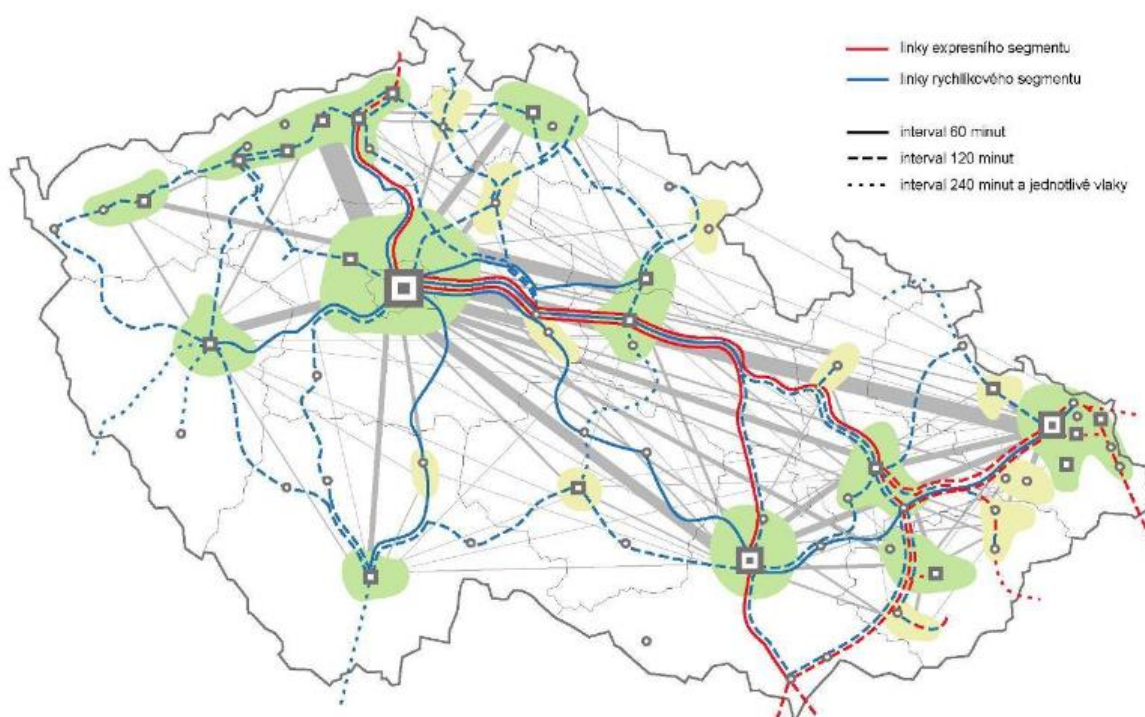 linky expresního segmentu
linky rychlíkového segmentu
interval 60 minut
interval 120 minut
interval 240 minut a jednotlivé vlaky